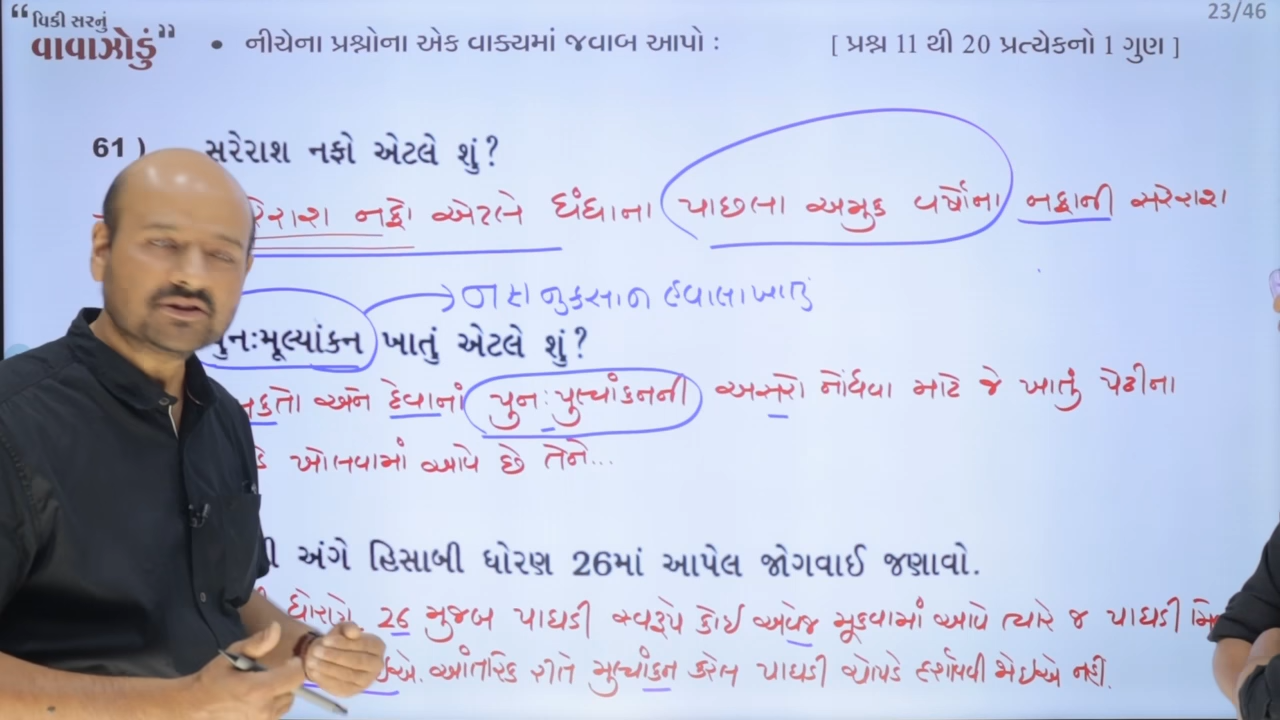 “ વિકી સરનું
વાવાઝોડું ”
23/46
• નીચેના પ્રશ્નોના એક વાક્યમાં જવાબ આપો : [ પ્રશ્ન 11 થી 20 પ્રત્યેકનો 1 ગુણ ]
61 ) સરેરાશ નફો એટલે શું?
નફો એટલે ધંધાના પાછલા અમુક વર્ષોના નફાની સરેરાશ
નફા નુકસાન હવાલા ખાતું
પુનઃમૂલ્યાંકન ખાતું એટલે શું?
અને દેવાનાં પુનઃમુલ્યાંકનની અસરો નોંધવા માટે જે ખાતું પેઢીના
ખોલવામાં આવે છે તેને...
અંગે હિસાબી ધોરણ 26માં આપેલ જોગવાઈ જણાવો.
ધોરણ 26 મુજબ પાઘડી સ્વરૂપે કોઇ અવેજ મૂકવામાં આવે ત્યારે જ પાઘડી
આંતરિક રીતે મુલ્યાંકન કરેલ પાઘડી ચોપડે દર્શાવવી જોઇએ નહીં.